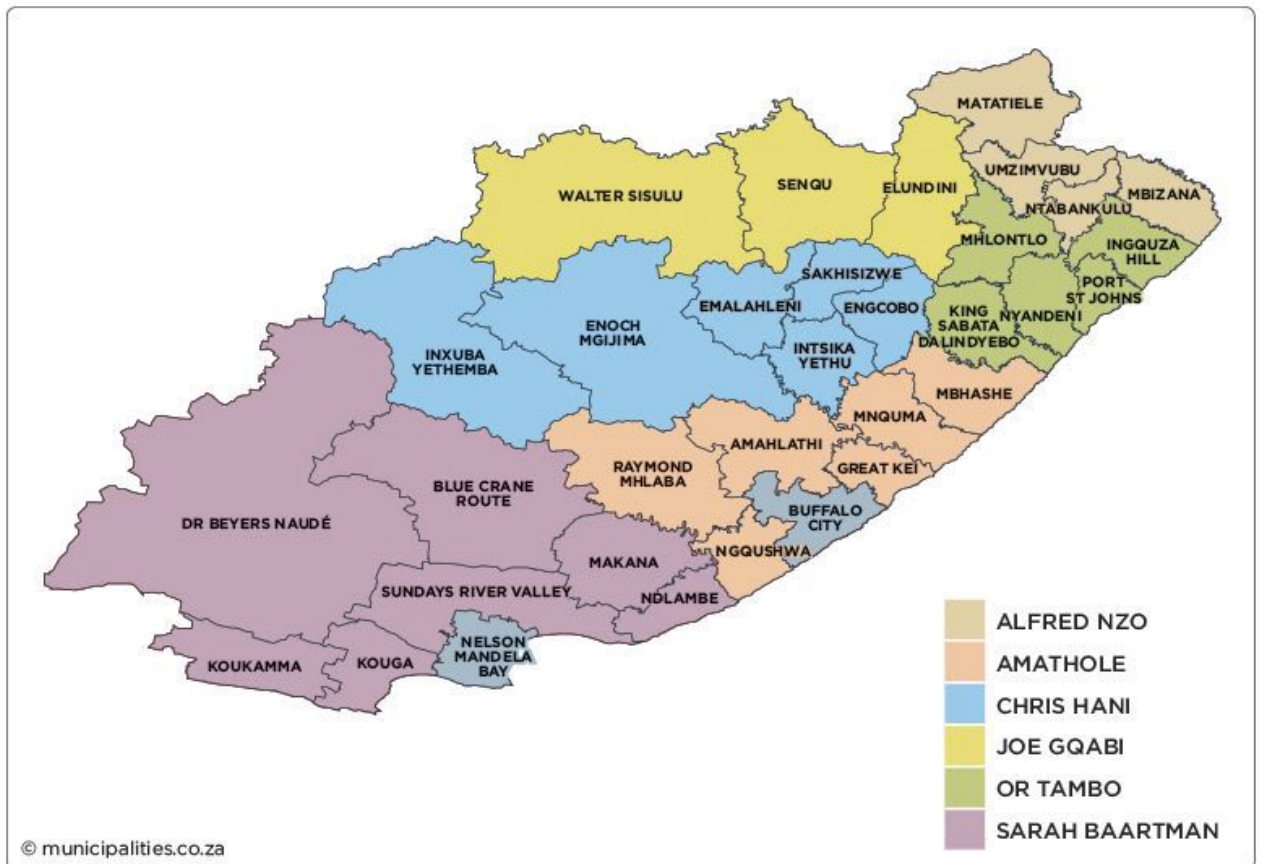 MATATIELE
UMZIMVUBU
MBIZANA
NTABANKULU
WALTER SISULU
SENQU
ELUNDINI
MHLONTLO
INGQUZA
HILL
PORT
ST JOHNS
NYANDENI
KING
SABATA
DALINDYEBO
SAKHISIZWE
EMALAHLENI
ENGCOBO
INTSIKA
YETHU
ENOCH
MGIJIMA
INXUBA
YETHEMBA
MBHASHE
MNQUMA
AMAHLATHI
GREAT KEI
RAYMOND
MHLABA
BUFFALO
CITY
NGQUSHWA
BLUE CRANE
ROUTE
DR BEYERS NAUDÉ
MAKANA
SUNDAYS RIVER VALLEY
NDLAMBE
NELSON
MANDELA
BAY
KOUKAMMA
KOUGA
ALFRED NZO
AMATHOLE
CHRIS HANI
JOE GQABI
OR TAMBO
SARAH BAARTMAN
© municipalities.co.za